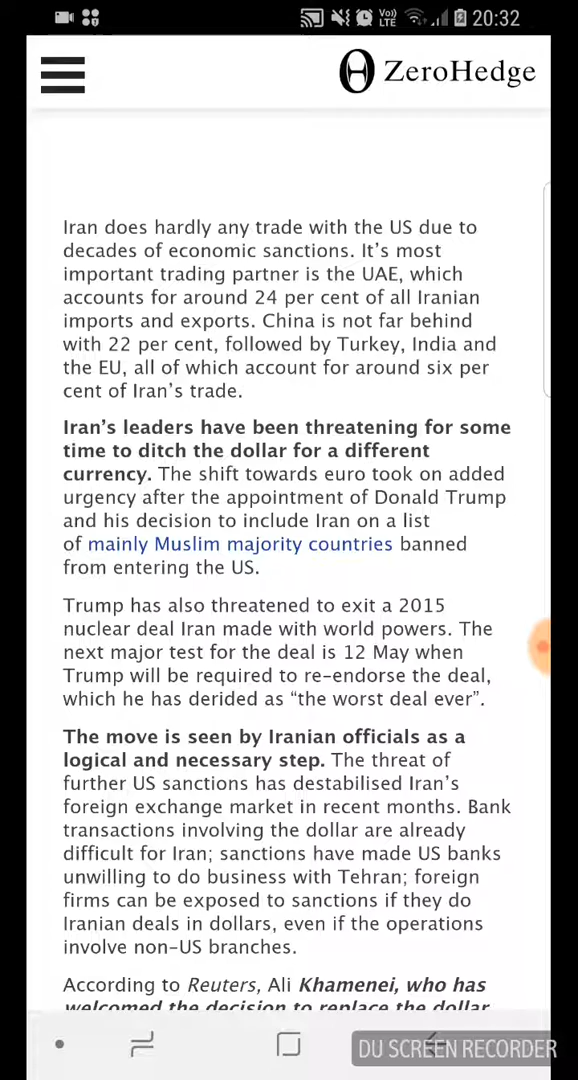 Vo))
LTE
20:32
ZeroHedge
Iran does hardly any trade with the US due to
decades of economic sanctions. It’s most
important trading partner is the UAE, which
accounts for around 24 per cent of all Iranian
imports and exports. China is not far behind
with 22 per cent, followed by Turkey, India and
the EU, all of which account for around six per
cent of Iran’s trade.
Iran’s leaders have been threatening for some
time to ditch the dollar for a different
currency. The shift towards euro took on added
urgency after the appointment of Donald Trump
and his decision to include Iran on a list
of mainly Muslim majority countries banned
from entering the US.
Trump has also threatened to exit a 2015
nuclear deal Iran made with world powers. The
next major test for the deal is 12 May when
Trump will be required to re-endorse the deal,
which he has derided as “the worst deal ever”.
The move is seen by Iranian officials as a
logical and necessary step. The threat of
further US sanctions has destabilised Iran’s
foreign exchange market in recent months. Bank
transactions involving the dollar are already
difficult for Iran; sanctions have made US banks
unwilling to do business with Tehran; foreign
firms can be exposed to sanctions if they do
Iranian deals in dollars, even if the operations
involve non-US branches.
According to Reuters, Ali Khamenei, who has
welcomed the decision to replace the dollar
DU SCREEN RECORDER